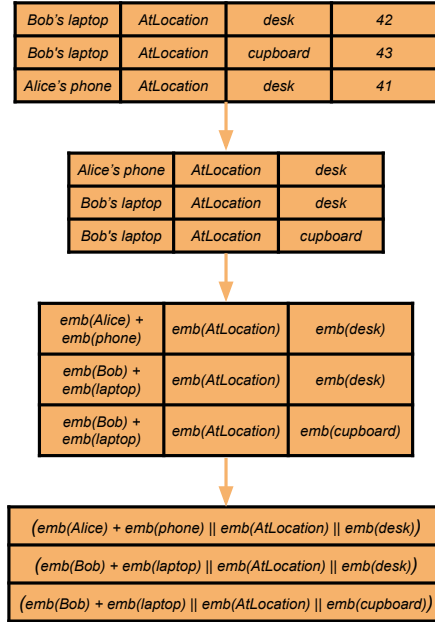 Bob's laptop AtLocation desk 42
Bob's laptop AtLocation cupboard 43
Alice's phone AtLocation desk 41
Alice's phone AtLocation desk
Bob's laptop AtLocation desk
Bob's laptop AtLocation cupboard
emb(Alice) +
emb(phone) emb(AtLocation) emb(desk)
emb(Bob) +
emb(laptop) emb(AtLocation) emb(desk)
emb(Bob) +
emb(laptop) emb(AtLocation) emb(cupboard)
(emb(Alice) + emb(phone) || emb(AtLocation) || emb(desk))
(emb(Bob) + emb(laptop) || emb(AtLocation) || emb(desk))
(emb(Bob) + emb(laptop) || emb(AtLocation) || emb(cupboard))